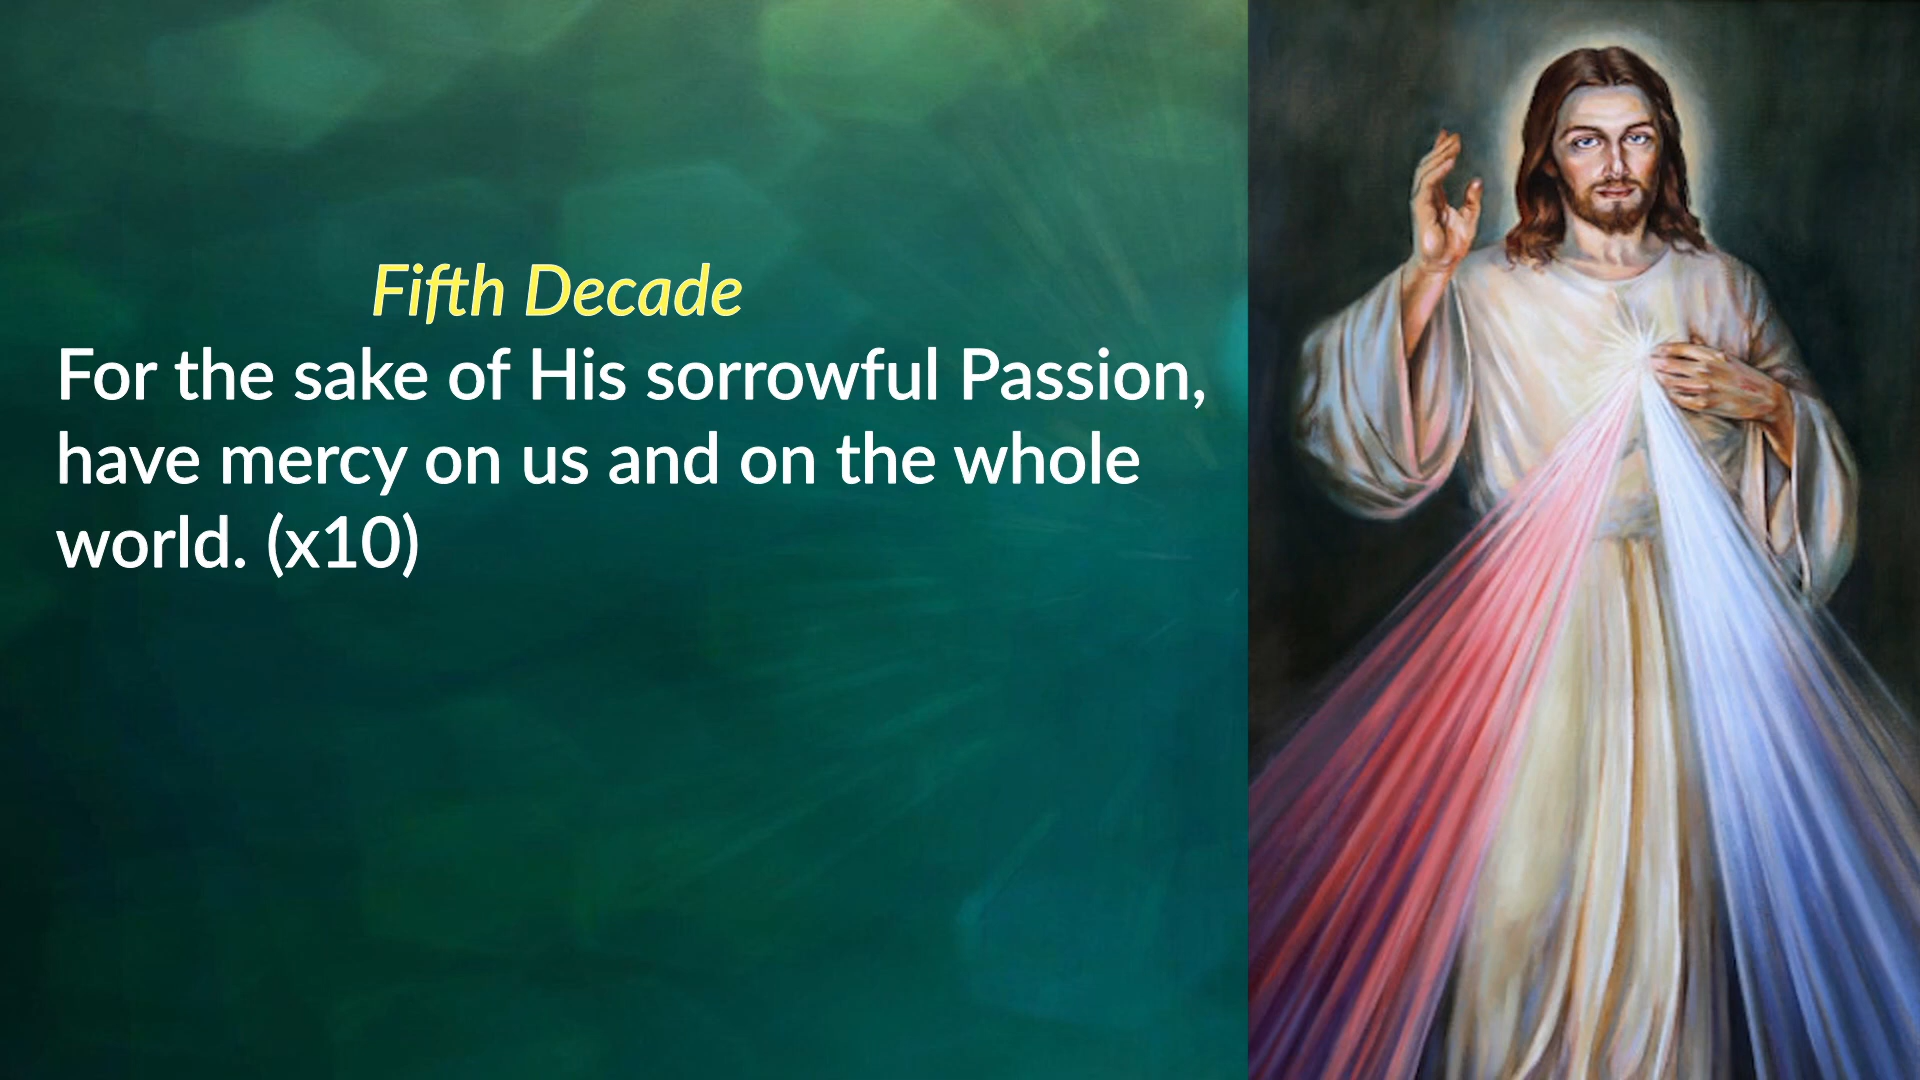 Fifth Decade
For the sake of His sorrowful Passion,
have mercy on us and on the whole
world. (x10)